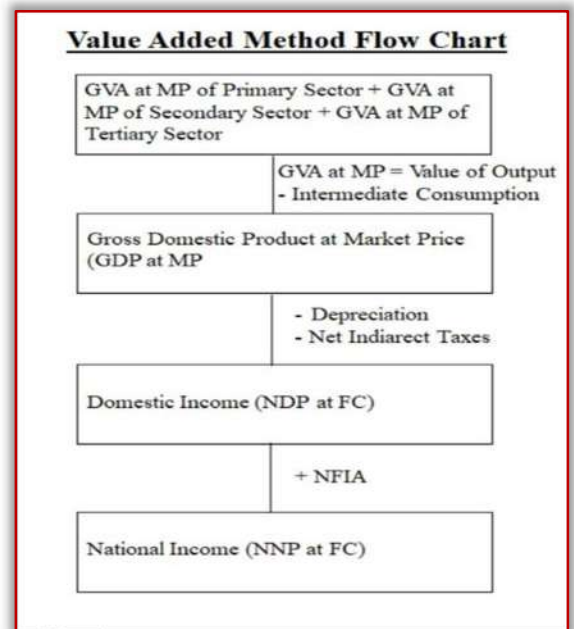 Value Added Method Flow Chart
GVA at MP of Primary Sector + GVA at
MP of Secondary Sector + GVA at MP of
Tertiary Sector
GVA at MP = Value of Output
- Intermediate Consumption
Gross Domestic Product at Market Price
(GDP at MP
- Depreciation
- Net Indiarect Taxes
Domestic Income (NDP at FC)
+ NFIA
National Income (NNP at FC)